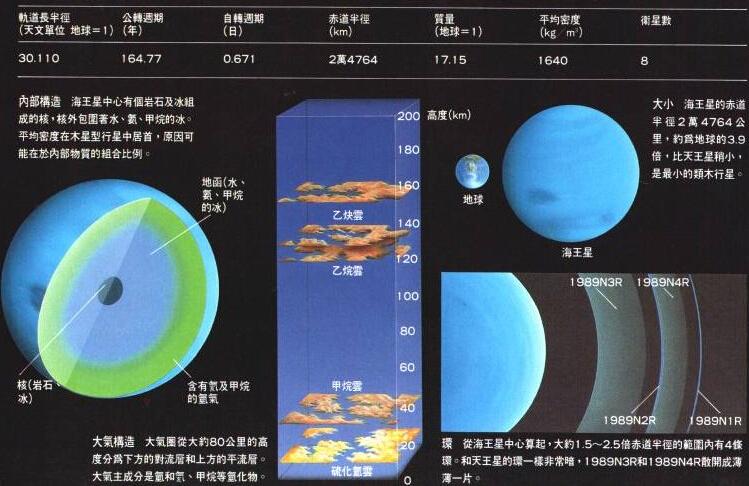 軌道長半徑
(天文單位 地球＝1)
公轉週期
(年)
自轉週期
(日)
赤道半徑
(km)
質量
(地球＝1)
平均密度
(kg／m³)
衛星數
30.110
164.77
0.671
2萬4764
17.15
1640
8
內部構造 海王星中心有個岩石及冰組
成的核，核外包圍著水、氨、甲烷的冰。
平均密度在木星型行星中居首，原因可
能在於內部物質的組合比例。
地函(水、
氨、甲烷
的冰)
核(岩石、
冰)
含有氦及甲烷
的氫氣
大氣構造 大氣圈從大約80公里的高
度分爲下方的對流層和上方的平流層。
大氣主成分是氫和氦、甲烷等氫化物。
高度(km)
200
180
160
140
120
100
80
60
40
20
0
乙炔雲
乙烷雲
甲烷雲
硫化氫雲
大小 海王星的赤道
半徑2萬4764公
里，約爲地球的3.9
倍，比天王星稍小，
是最小的類木行星。
地球
海王星
1989N3R
1989N4R
1989N2R
1989N1R
環 從海王星中心算起，大約1.5～2.5倍赤道半徑的範圍內有4條
環。和天王星的環一樣非常暗，1989N3R和1989N4R散開成薄
薄一片。